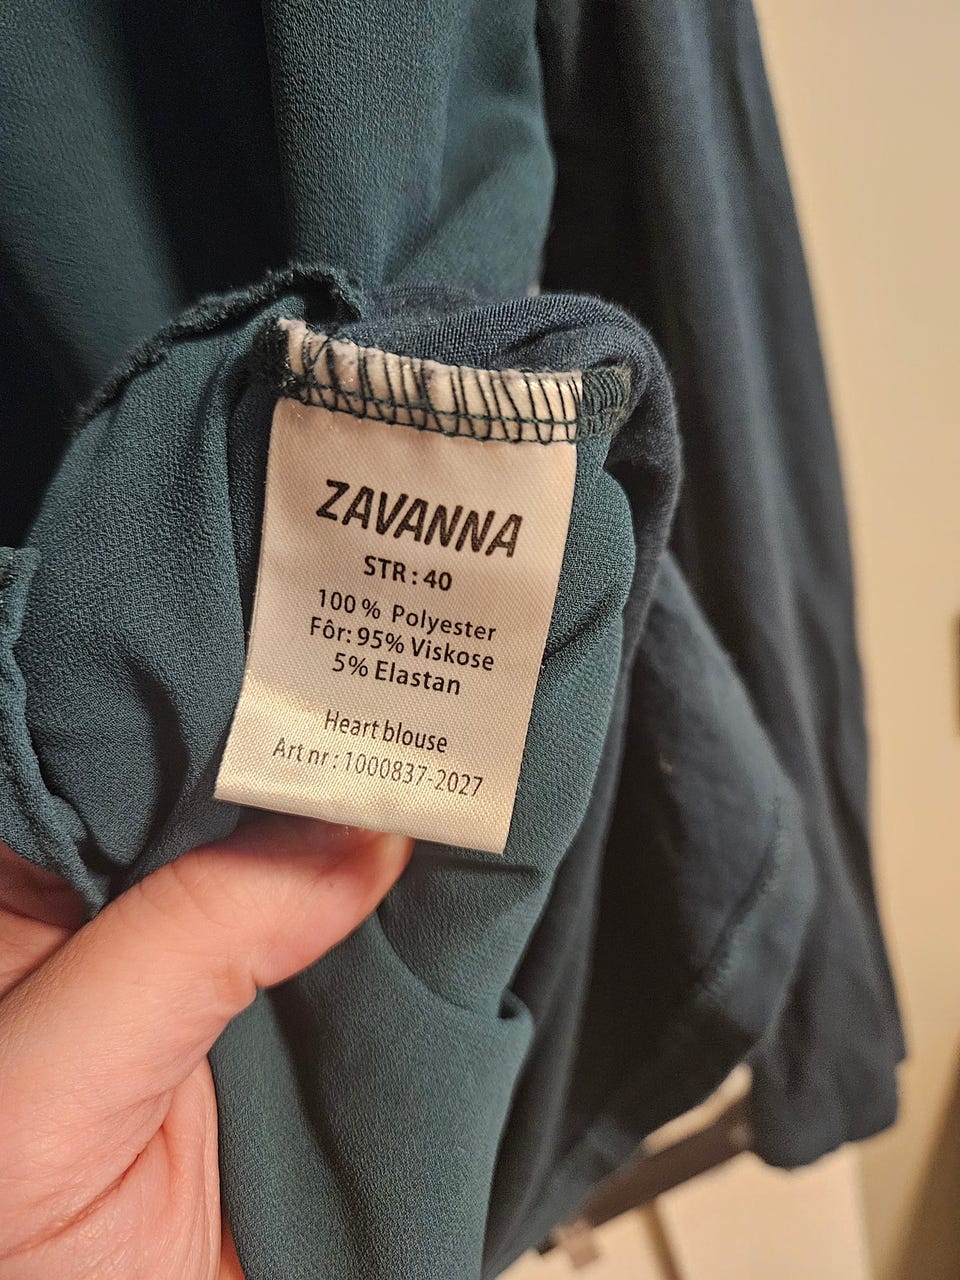 ZAVANNA
STR : 40
100 % Polyester
Fôr: 95% Viskose
5% Elastan
Heart blouse
Art nr : 1000837-2027